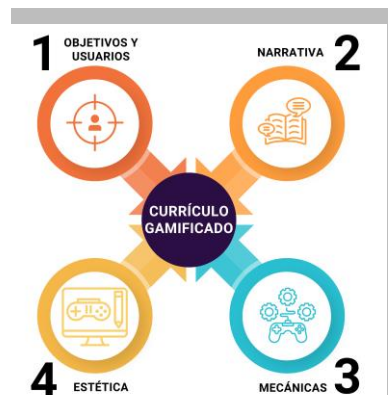 1
OBJETIVOS Y
USUARIOS
NARRATIVA
2
CURRÍCULO
GAMIFICADO
4
ESTÉTICA
MECÁNICAS
3